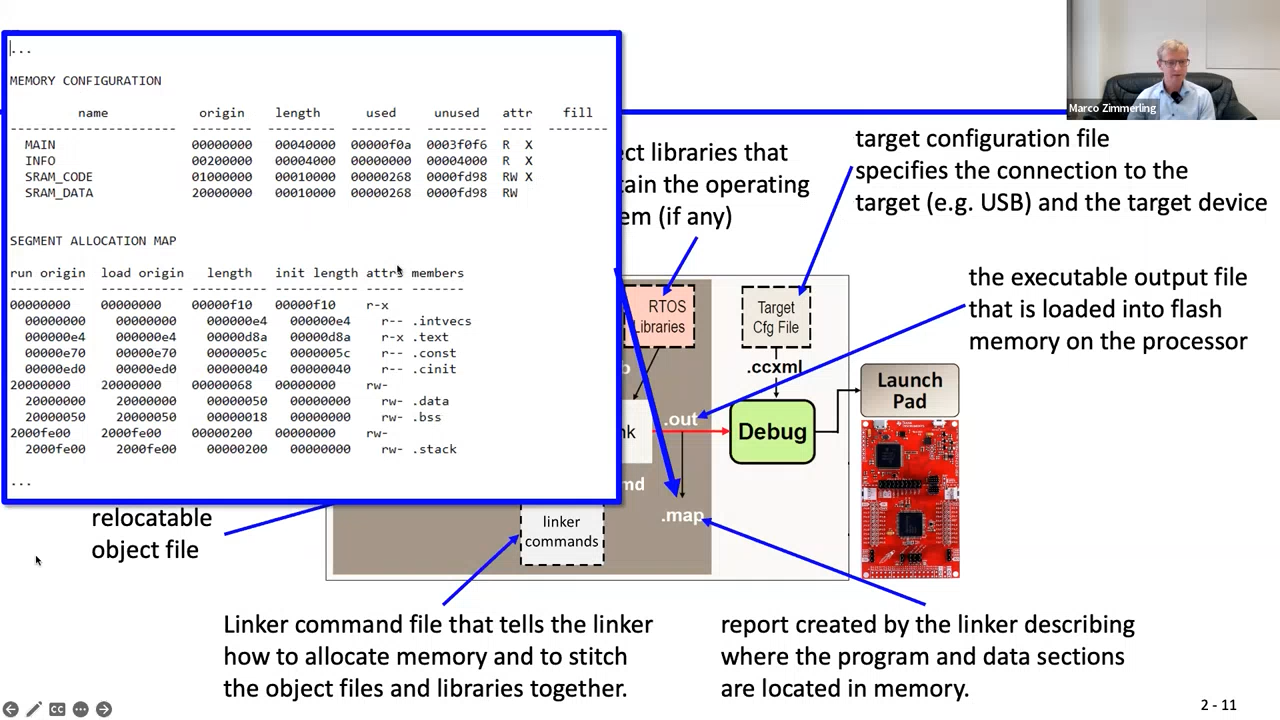 ...
MEMORY CONFIGURATION
name origin length used unused attr fill
---------------------- -------- --------- -------- -------- ---- --------
MAIN 00000000 00040000 00000f0a 0003f0f6 R X
INFO 00200000 00004000 00000000 00004000 R X
SRAM_CODE 01000000 00010000 00000268 0000fd98 RW X
SRAM_DATA 20000000 00010000 00000268 0000fd98 RW
SEGMENT ALLOCATION MAP
run origin load origin length init length attrs members
---------- ----------- ---------- ----------- ----- -------
00000000 00000000 00000f10 00000f10 r-x
00000000 00000000 000000e4 000000e4 r-- .intvecs
000000e4 000000e4 00000d8a 00000d8a r-x .text
00000e70 00000e70 0000005c 0000005c r-- .const
00000ed0 00000ed0 00000040 00000040 r-- .cinit
20000000 20000000 00000068 00000000 rw-
20000000 20000000 00000050 00000000 rw- .data
20000050 20000050 00000018 00000000 rw- .bss
2000fe00 2000fe00 00000200 00000000 rw-
2000fe00 2000fe00 00000200 00000000 rw- .stack
...
Marco Zimmerling
ct libraries that
tain the operating
em (if any)
target configuration file
specifies the connection to the
target (e.g. USB) and the target device
the executable output file
that is loaded into flash
memory on the processor
RTOS
Libraries
Target
Cfg File
.ccxml
Launch
Pad
.out
nk
Debug
md
.map
relocatable
object file
linker
commands
Linker command file that tells the linker
how to allocate memory and to stitch
the object files and libraries together.
report created by the linker describing
where the program and data sections
are located in memory.
CC
2 - 11